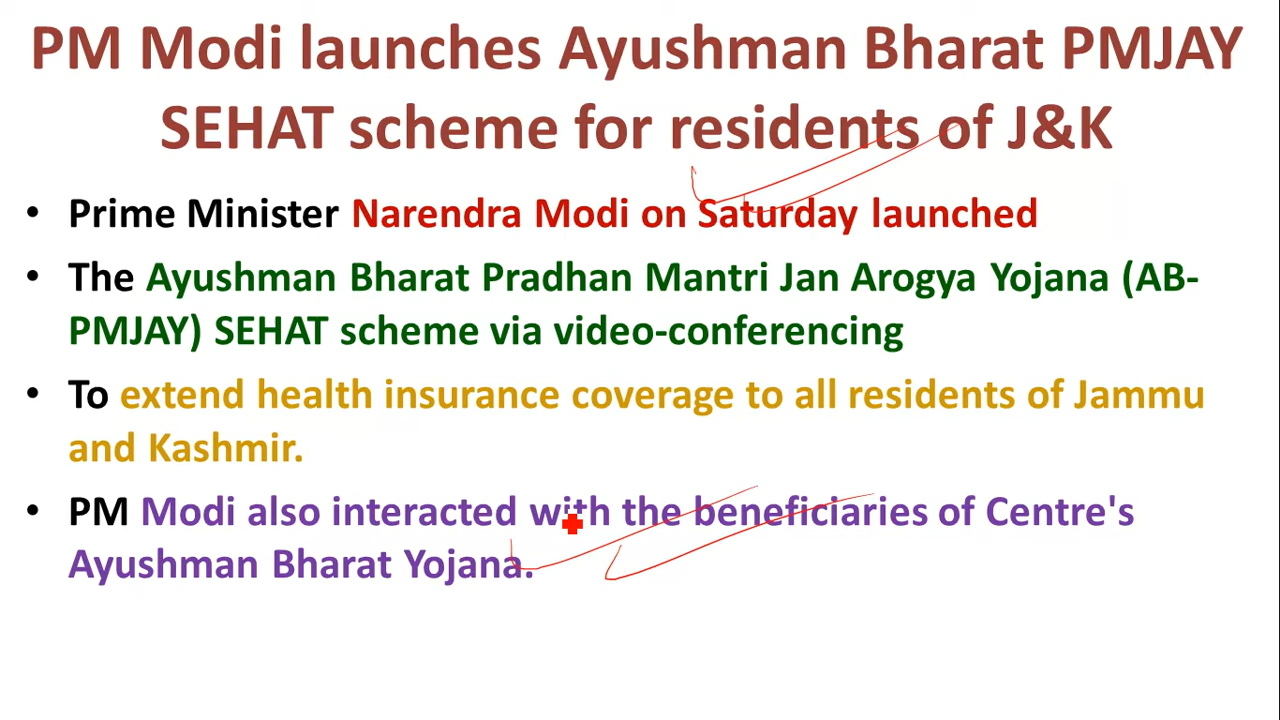 PM Modi launches Ayushman Bharat PMJAY
SEHAT scheme for residents of J&K
• Prime Minister Narendra Modi on Saturday launched
• The Ayushman Bharat Pradhan Mantri Jan Arogya Yojana (AB-
PMJAY) SEHAT scheme via video-conferencing
• To extend health insurance coverage to all residents of Jammu
and Kashmir.
• PM Modi also interacted with the beneficiaries of Centre's
Ayushman Bharat Yojana.